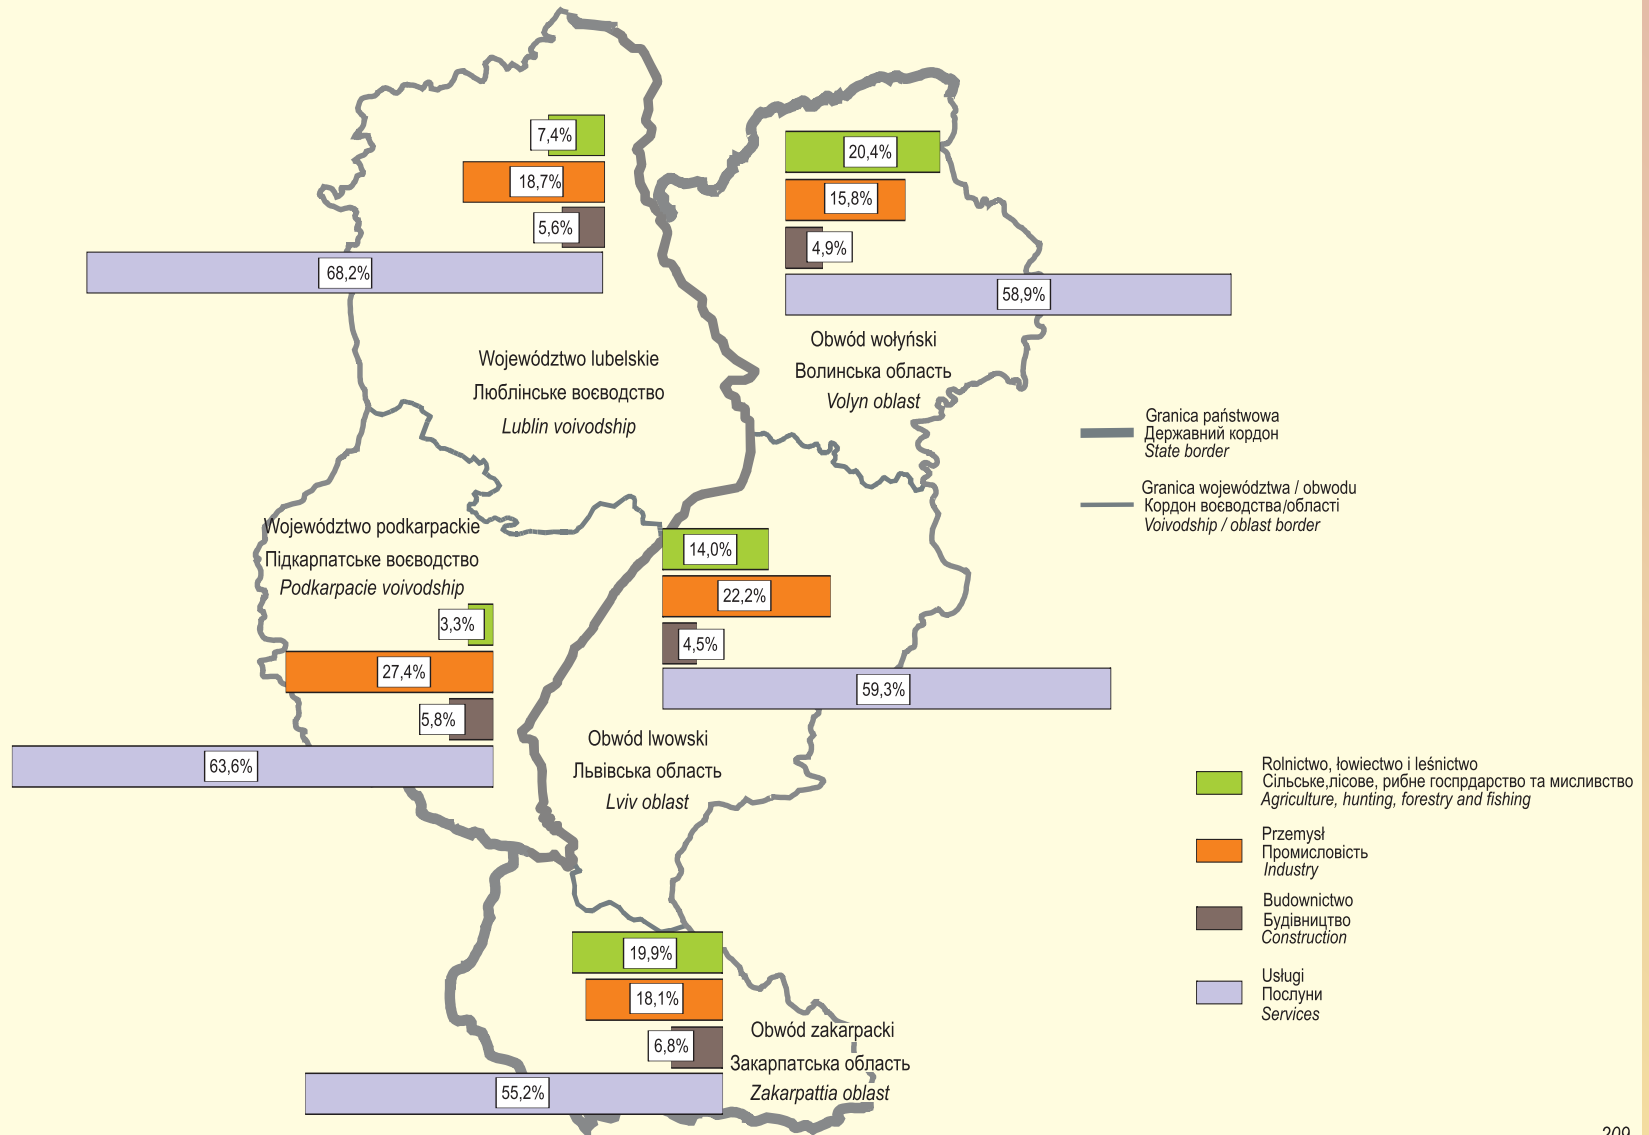 7,4%
18,7%
5,6%
68,2%
20,4%
15,8%
4,9%
58,9%
Obwód wołyński
Волинська область
Volyn oblast
Województwo lubelskie
Люблінське воєводство
Lublin voivodship
Granica państwowa
Державний кордон
State border
Granica województwa / obwodu
Кордон воєводства/області
Voivodship / oblast border
Województwo podkarpackie
Підкарпатське воєводство
Podkarpacie voivodship
3,3%
27,4%
5,8%
63,6%
14,0%
22,2%
4,5%
59,3%
Obwód lwowski
Львівська область
Lviv oblast
Rolnictwo, łowiectwo i leśnictwo
Сільське,лісове, рибне госпрдарство та мисливство
Agriculture, hunting, forestry and fishing
Przemysł
Промисловість
Industry
Budownictwo
Будівництво
Construction
Usługi
Послуни
Services
19,9%
18,1%
6,8%
55,2%
Obwód zakarpacki
Закарпатська область
Zakarpattia oblast
209